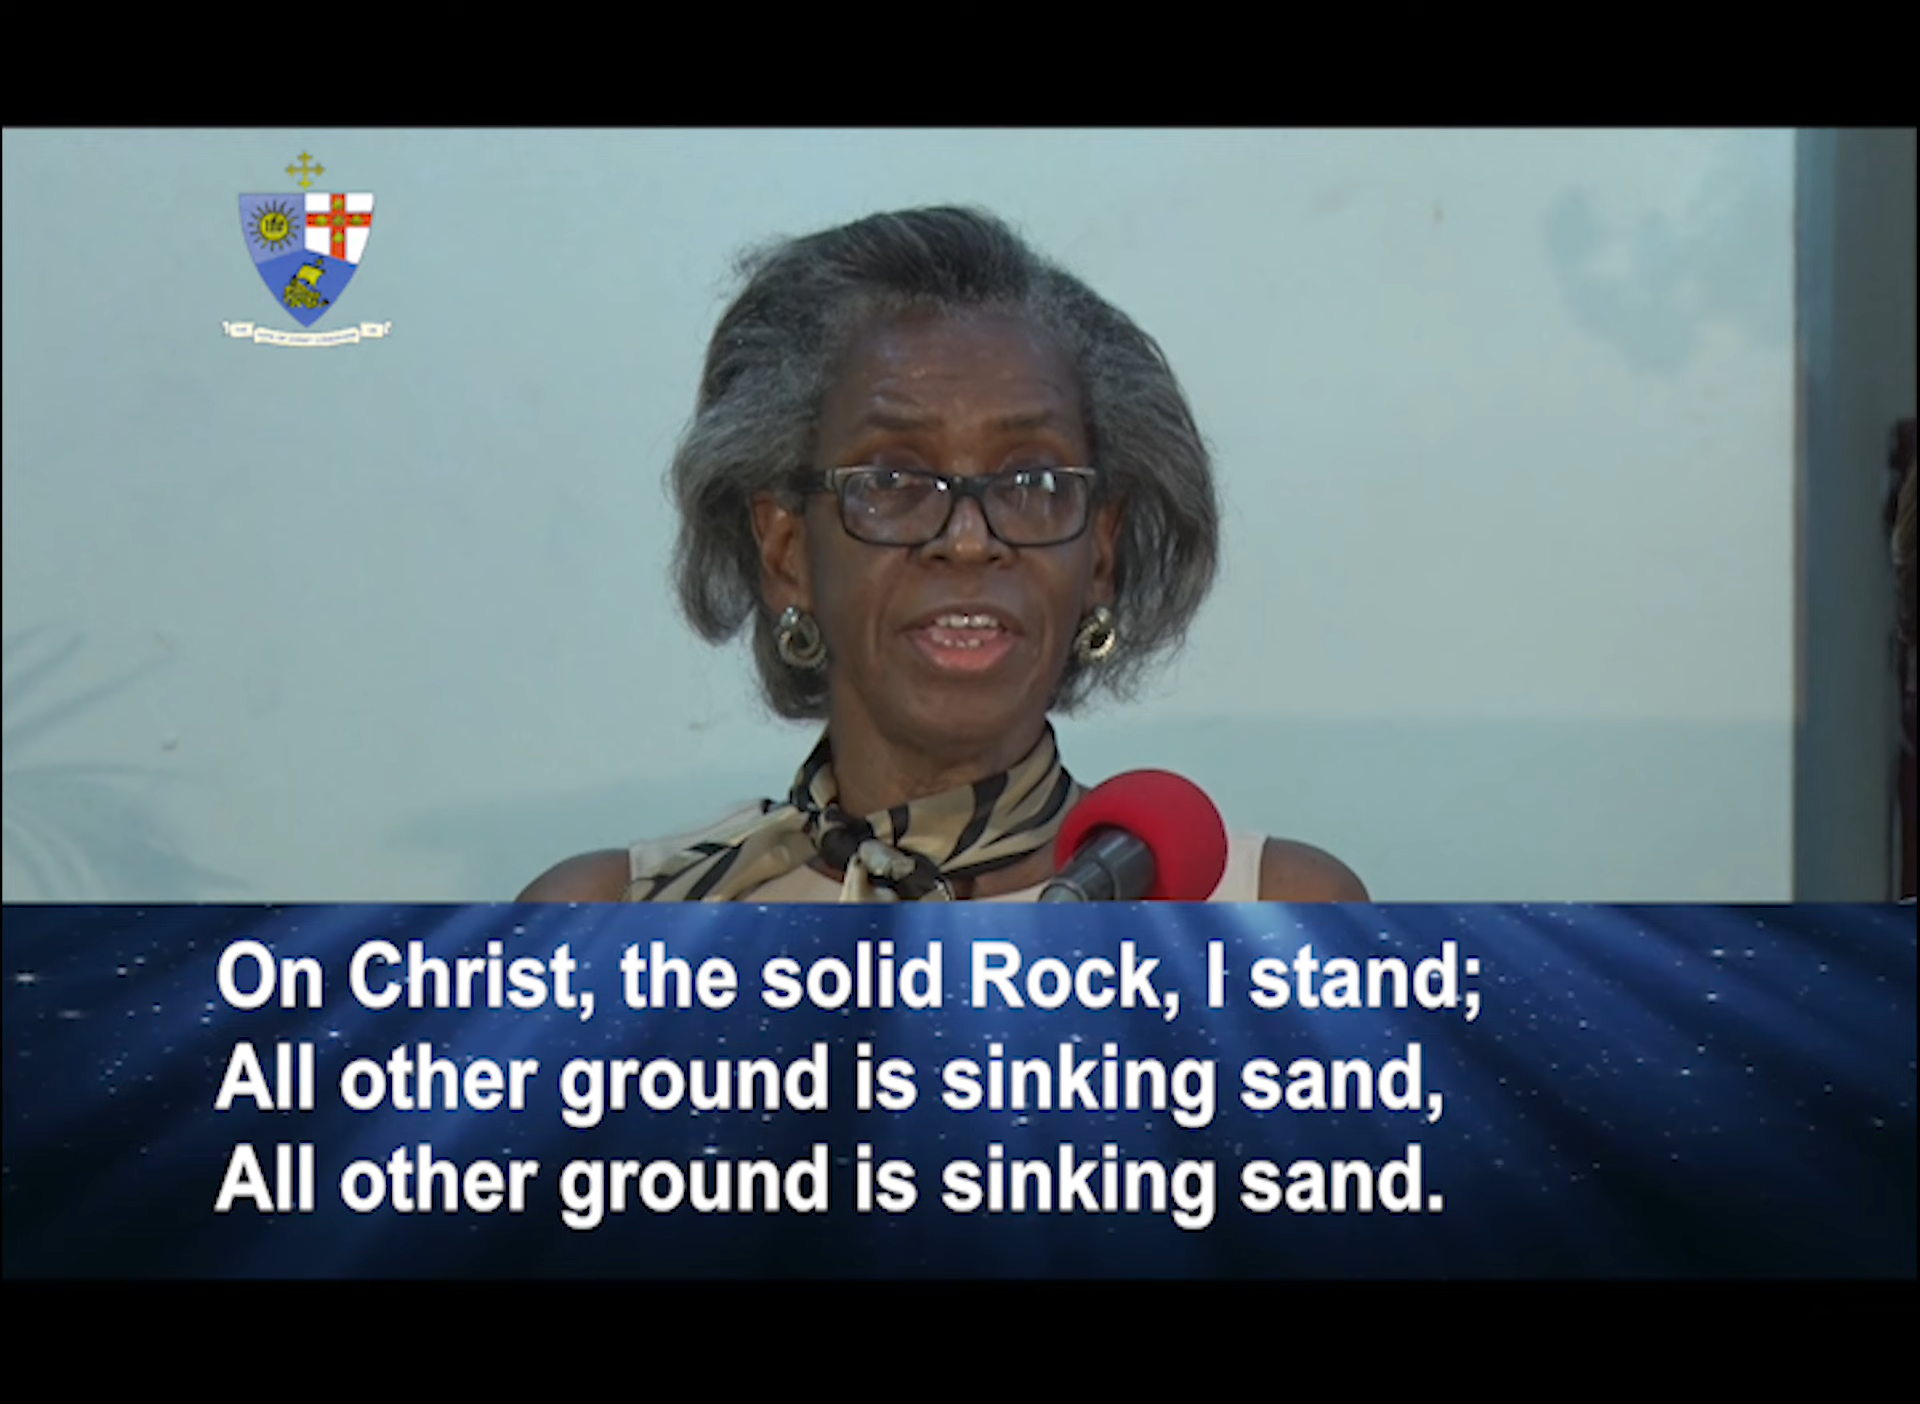 On Christ, the solid Rock, I stand;
All other ground is sinking sand,
All other ground is sinking sand.